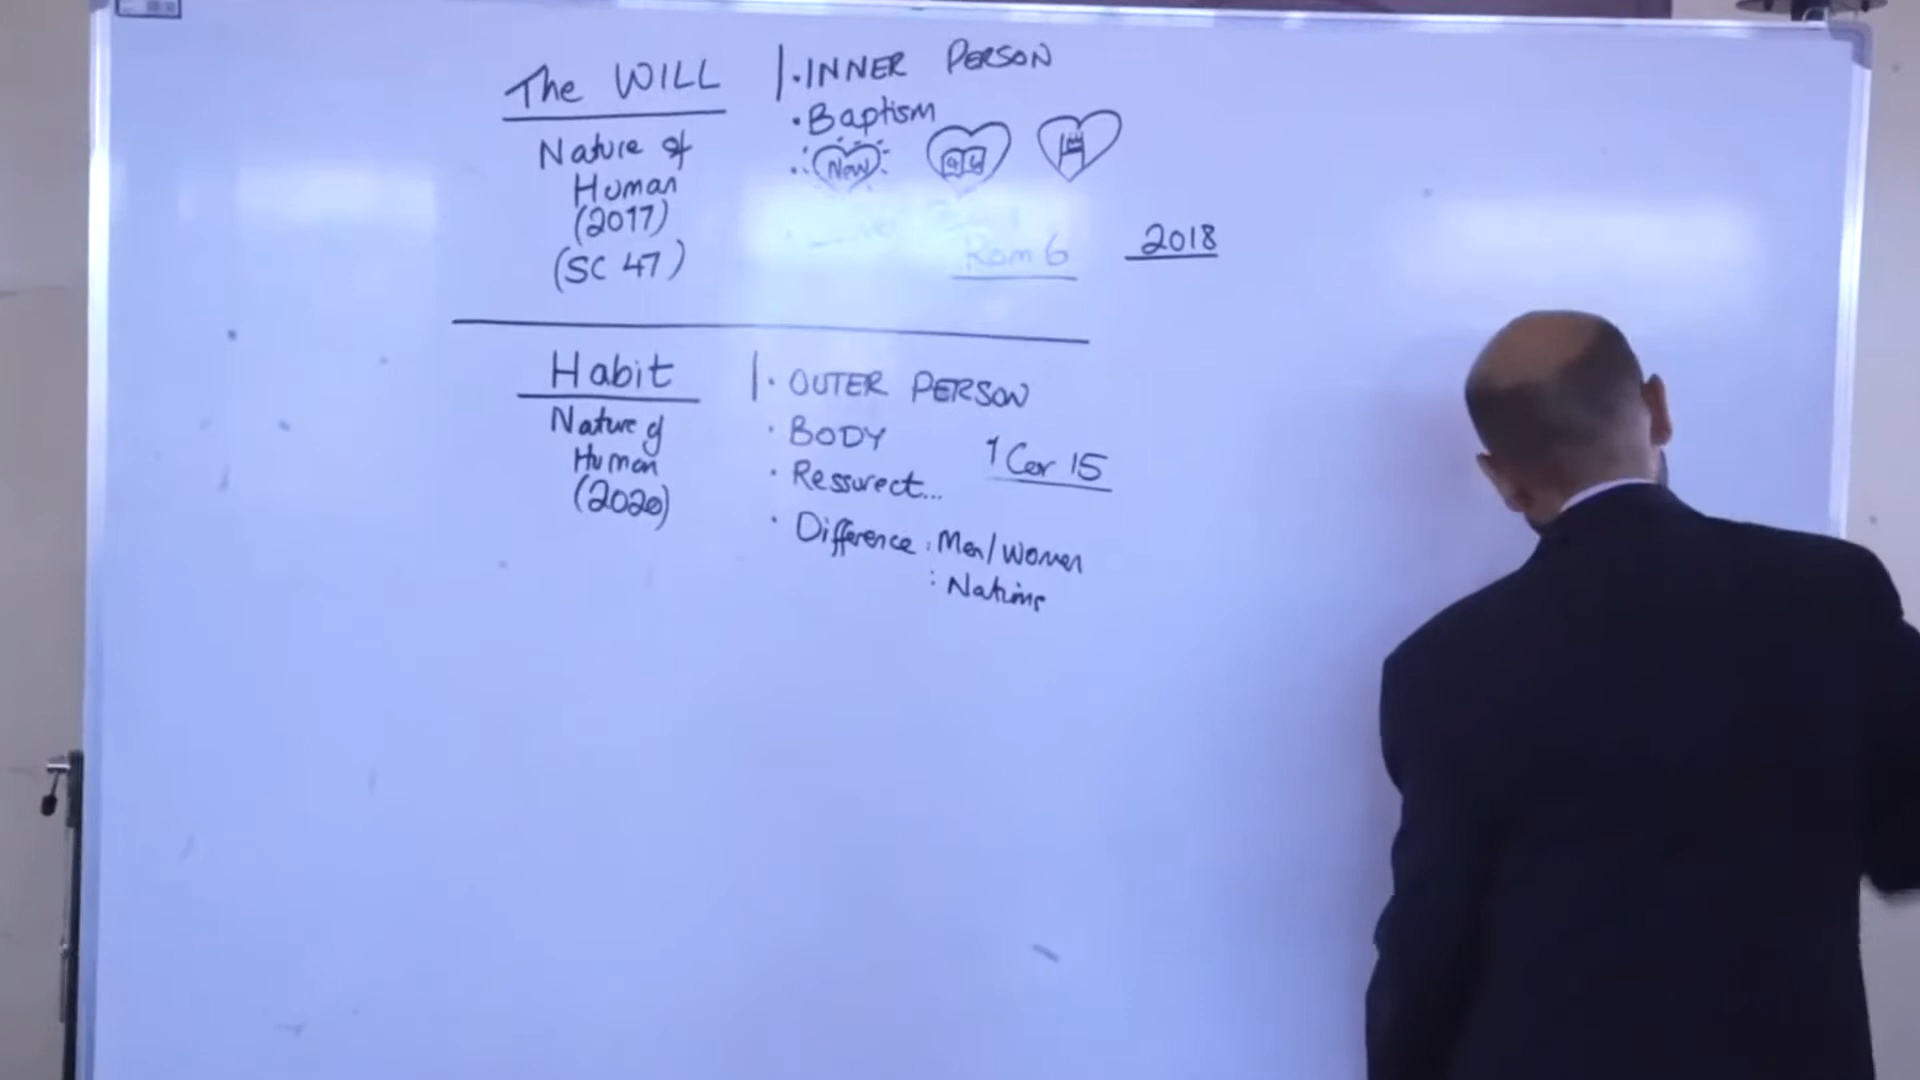 The WILL
Nature of
Human
(2017)
(SC 47)
• INNER PERSON
• Baptism
New
Rom 6
2018
Habit
Nature of
Human
(2020)
• OUTER PERSON
• BODY
• Ressurect...
1 Cor 15
• Difference : Men/Women
: Nations